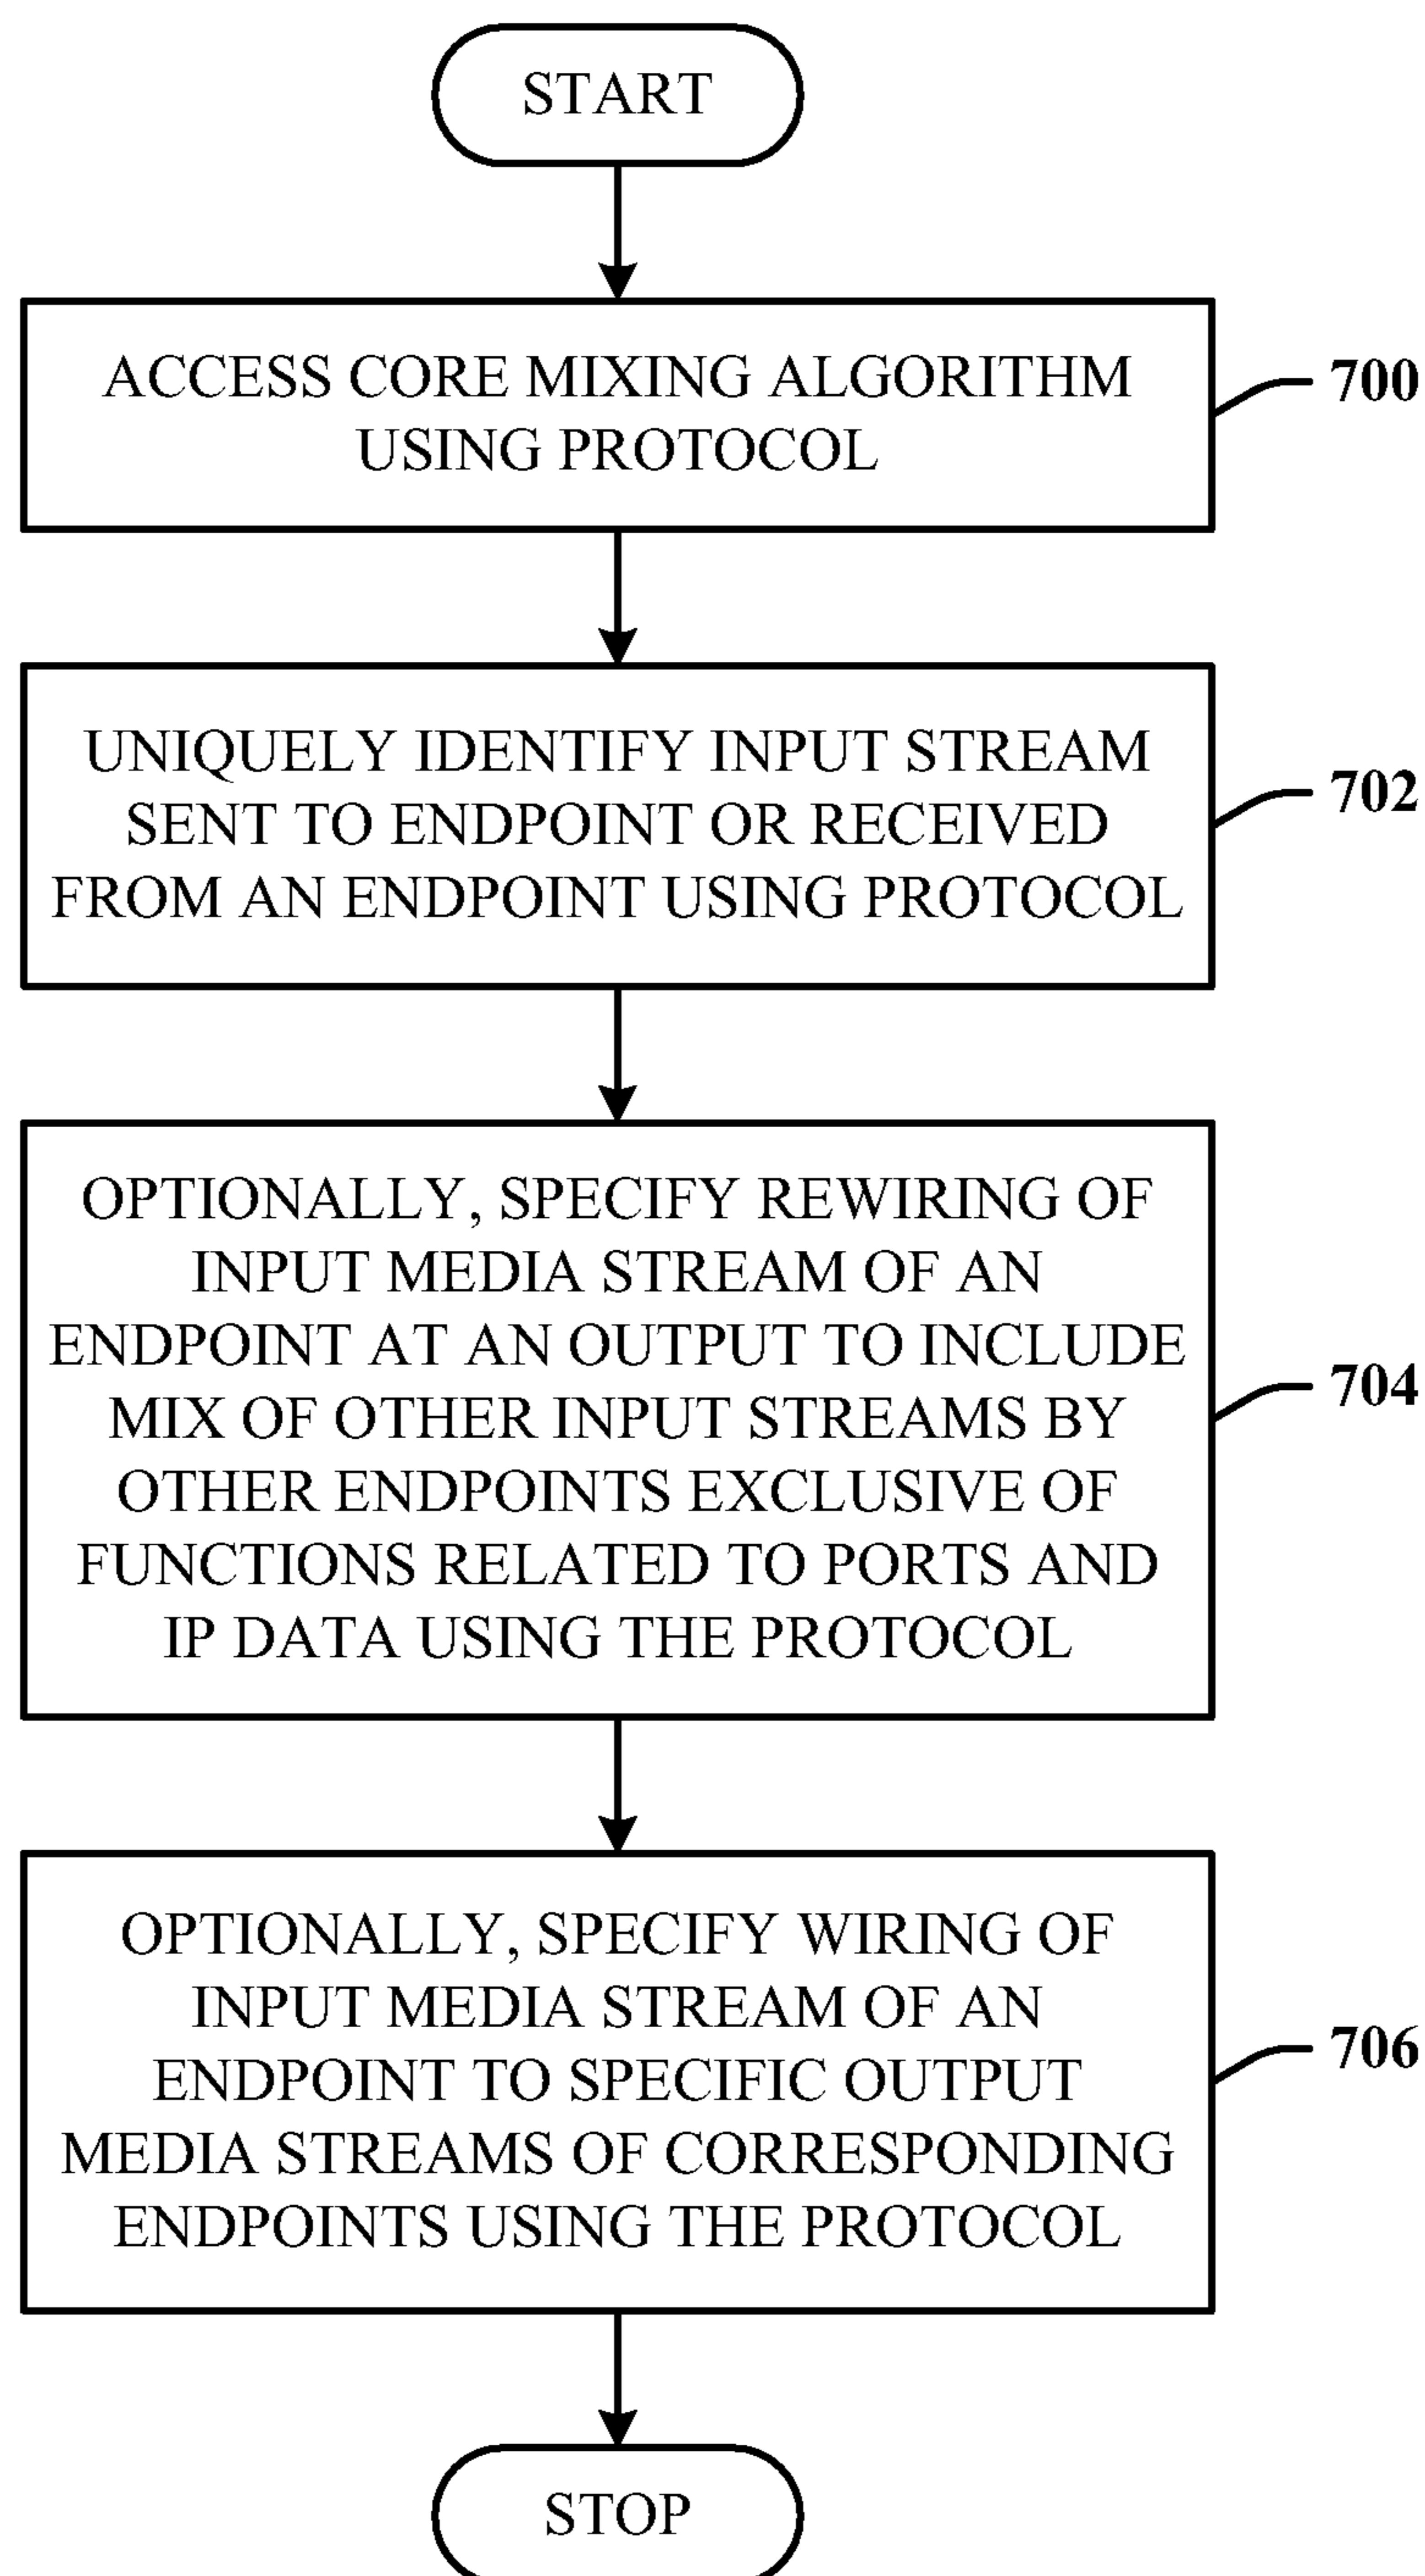 START
ACCESS CORE MIXING ALGORITHM
USING PROTOCOL
700
UNIQUELY IDENTIFY INPUT STREAM
SENT TO ENDPOINT OR RECEIVED
FROM AN ENDPOINT USING PROTOCOL
702
OPTIONALLY, SPECIFY REWIRING OF
INPUT MEDIA STREAM OF AN
ENDPOINT AT AN OUTPUT TO INCLUDE
MIX OF OTHER INPUT STREAMS BY
OTHER ENDPOINTS EXCLUSIVE OF
FUNCTIONS RELATED TO PORTS AND
IP DATA USING THE PROTOCOL
704
OPTIONALLY, SPECIFY WIRING OF
INPUT MEDIA STREAM OF AN
ENDPOINT TO SPECIFIC OUTPUT
MEDIA STREAMS OF CORRESPONDING
ENDPOINTS USING THE PROTOCOL
706
STOP